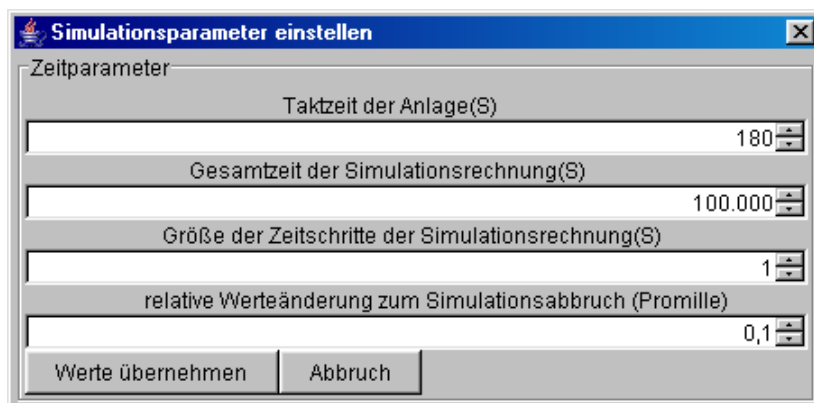 Simulationsparameter einstellen
Zeitparameter
Taktzeit der Anlage(S)
180
Gesamtzeit der Simulationsrechnung(S)
100.000
Größe der Zeitschritte der Simulationsrechnung(S)
1
relative Werteänderung zum Simulationsabbruch (Promille)
0,1
Werte übernehmen Abbruch